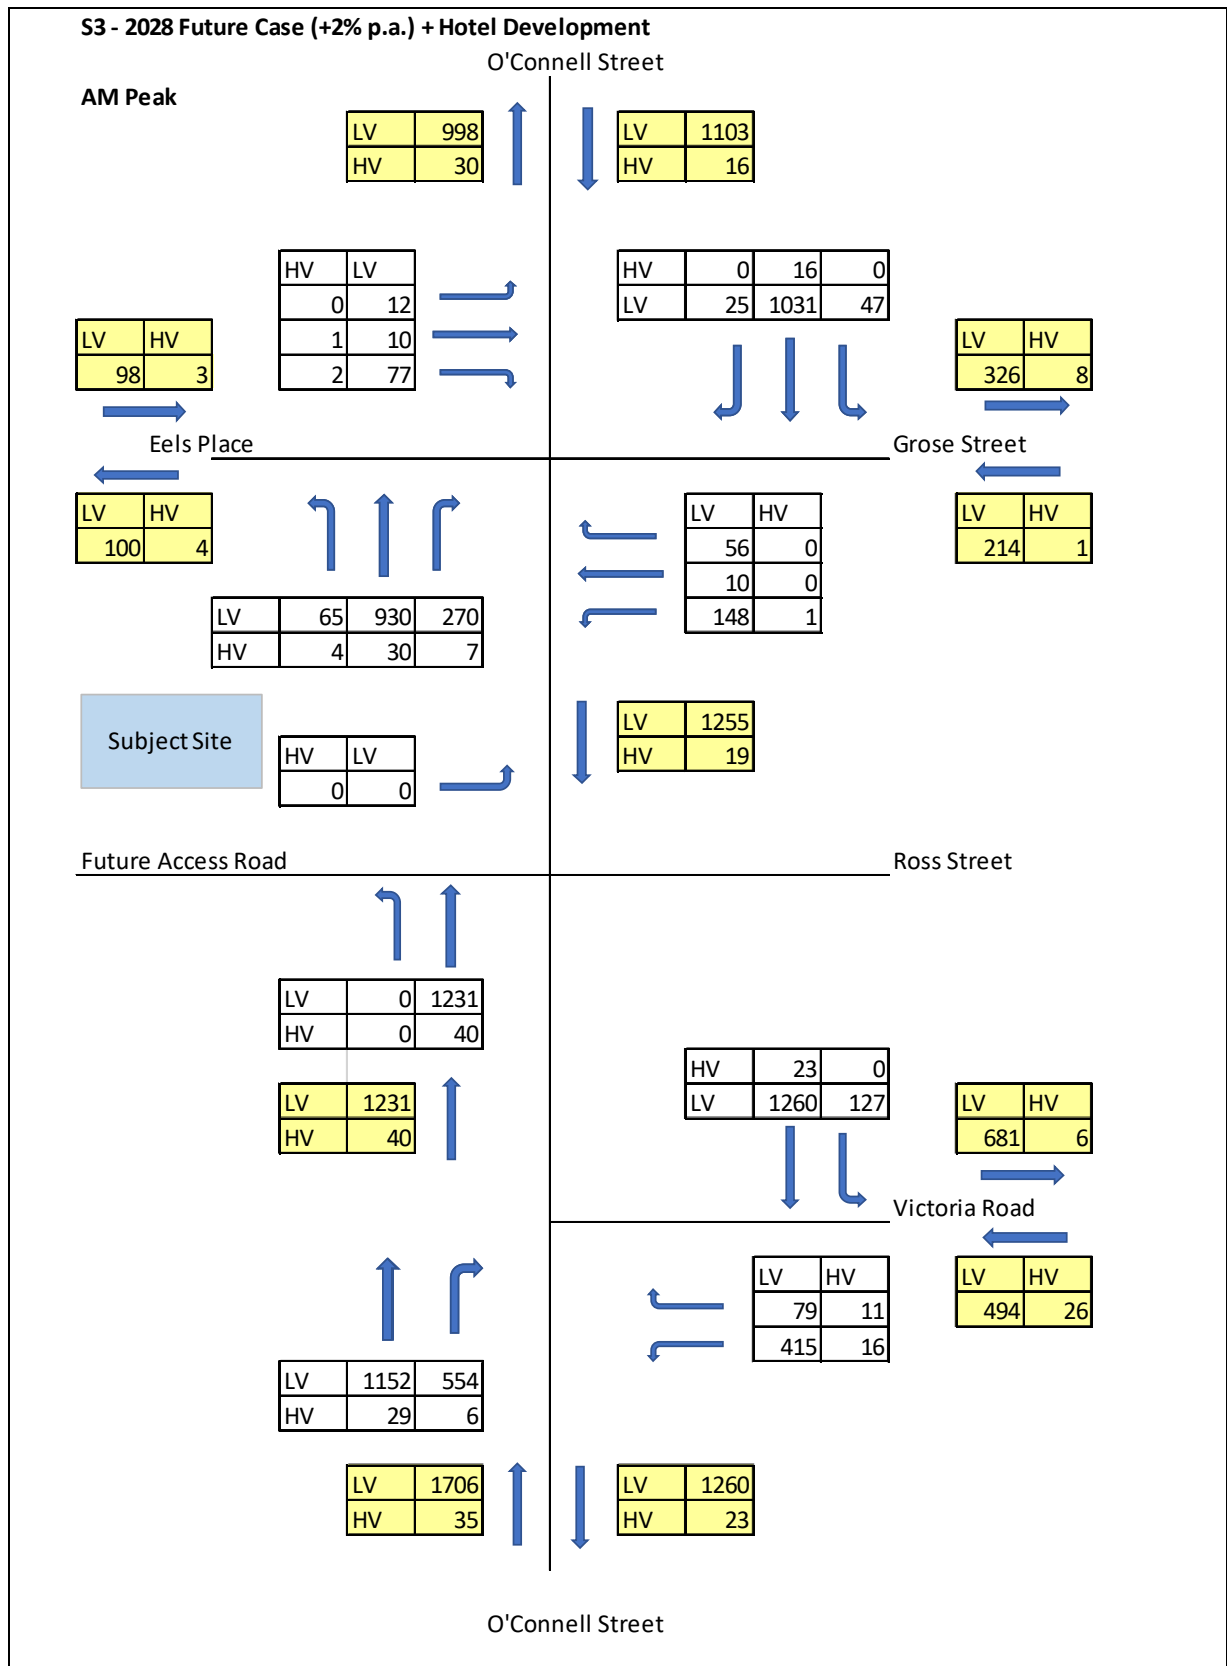 S3 - 2028 Future Case (+2% p.a.) + Hotel Development
O'Connell Street
AM Peak
LV 998
HV 30
LV 1103
HV 16
HV LV
0 12
1 10
2 77
HV 0 16 0
LV 25 1031 47
LV HV
98 3
LV HV
326 8
Eels Place
Grose Street
LV HV
100 4
LV HV
56 0
10 0
148 1
LV HV
214 1
LV 65 930 270
HV 4 30 7
Subject Site
HV LV
0 0
LV 1255
HV 19
Future Access Road
Ross Street
LV 0 1231
HV 0 40
HV 23 0
LV 1260 127
LV 1231
HV 40
LV HV
681 6
Victoria Road
LV HV
79 11
415 16
LV HV
494 26
LV 1152 554
HV 29 6
LV 1706
HV 35
LV 1260
HV 23
O'Connell Street